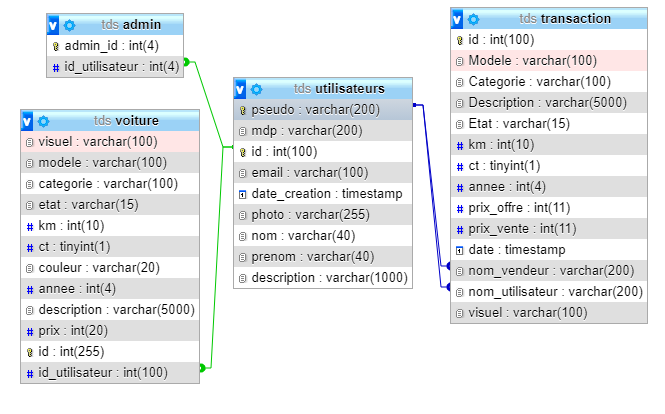 tds admin
admin_id : int(4)
id_utilisateur : int(4)
tds voiture
visuel : varchar(100)
modele : varchar(100)
categorie : varchar(100)
etat : varchar(15)
km : int(10)
ct : tinyint(1)
couleur : varchar(20)
annee : int(4)
description : varchar(5000)
prix : int(20)
id : int(255)
id_utilisateur : int(100)
tds utilisateurs
pseudo : varchar(200)
mdp : varchar(200)
id : int(100)
email : varchar(100)
date_creation : timestamp
photo : varchar(255)
nom : varchar(40)
prenom : varchar(40)
description : varchar(1000)
tds transaction
id : int(100)
Modele : varchar(100)
Categorie : varchar(100)
Description : varchar(5000)
Etat : varchar(15)
km : int(10)
ct : tinyint(1)
annee : int(4)
prix_offre : int(11)
prix_vente : int(11)
date : timestamp
nom_vendeur : varchar(200)
nom_utilisateur : varchar(200)
visuel : varchar(100)